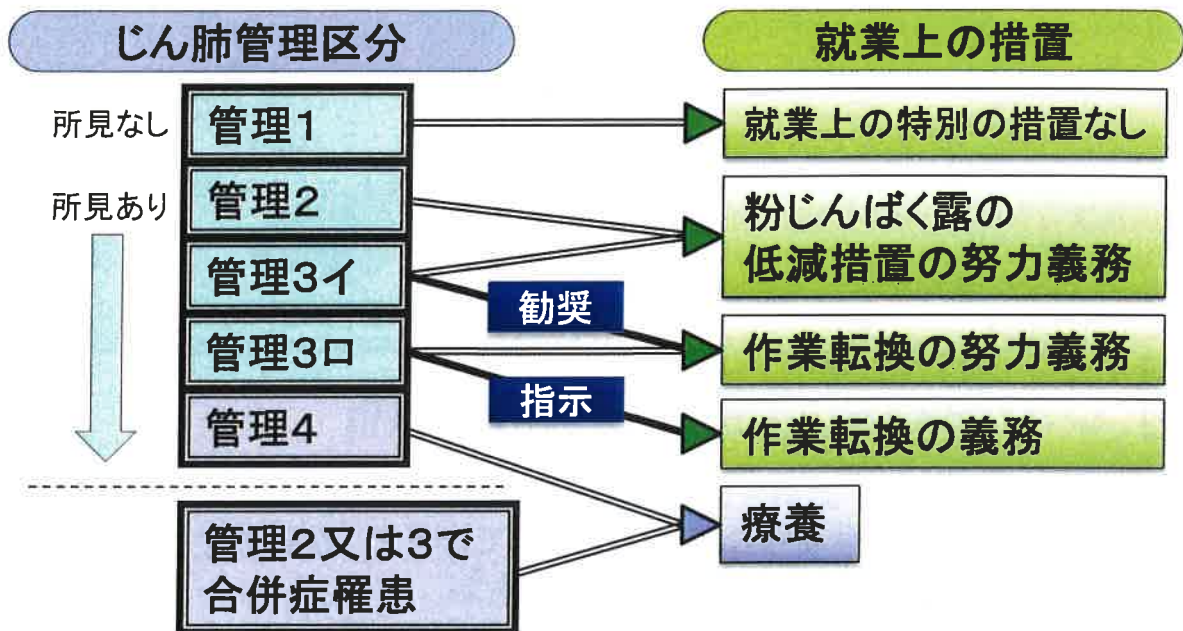 じん肺管理区分
就業上の措置
所見なし
管理1
就業上の特別の措置なし
所見あり
管理2
粉じんばく露の
低減措置の努力義務
管理3イ
勧奨
管理3ロ
作業転換の努力義務
指示
管理4
作業転換の義務
管理2又は3で
合併症罹患
療養